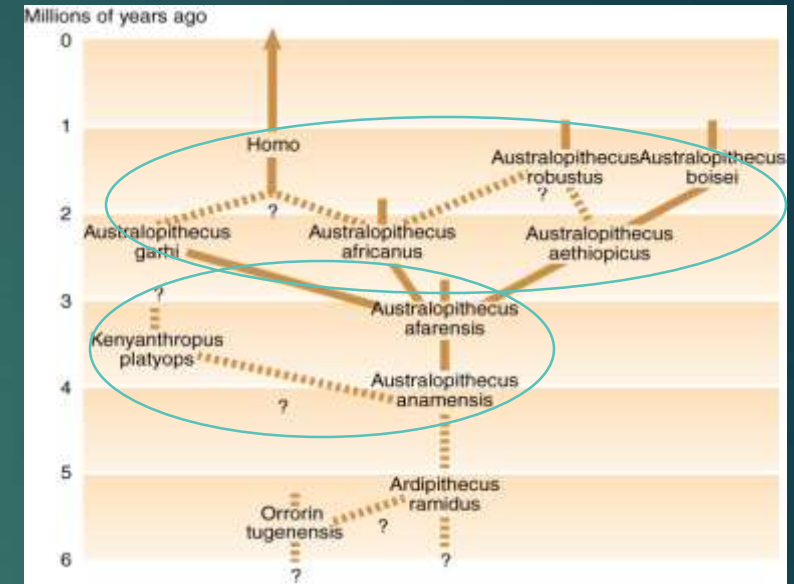 Millions of years ago
0
1
Homo
Australopithecus Australopithecus
robustus boisei
?
2
?
Australopithecus Australopithecus Australopithecus
garhi africanus aethiopicus
3
?
Australopithecus
afarensis
Kenyanthropus
platyops
4
Australopithecus
anamensis
?
5
Ardipithecus
ramidus
Orrorin
tugenensis
?
6
?
?